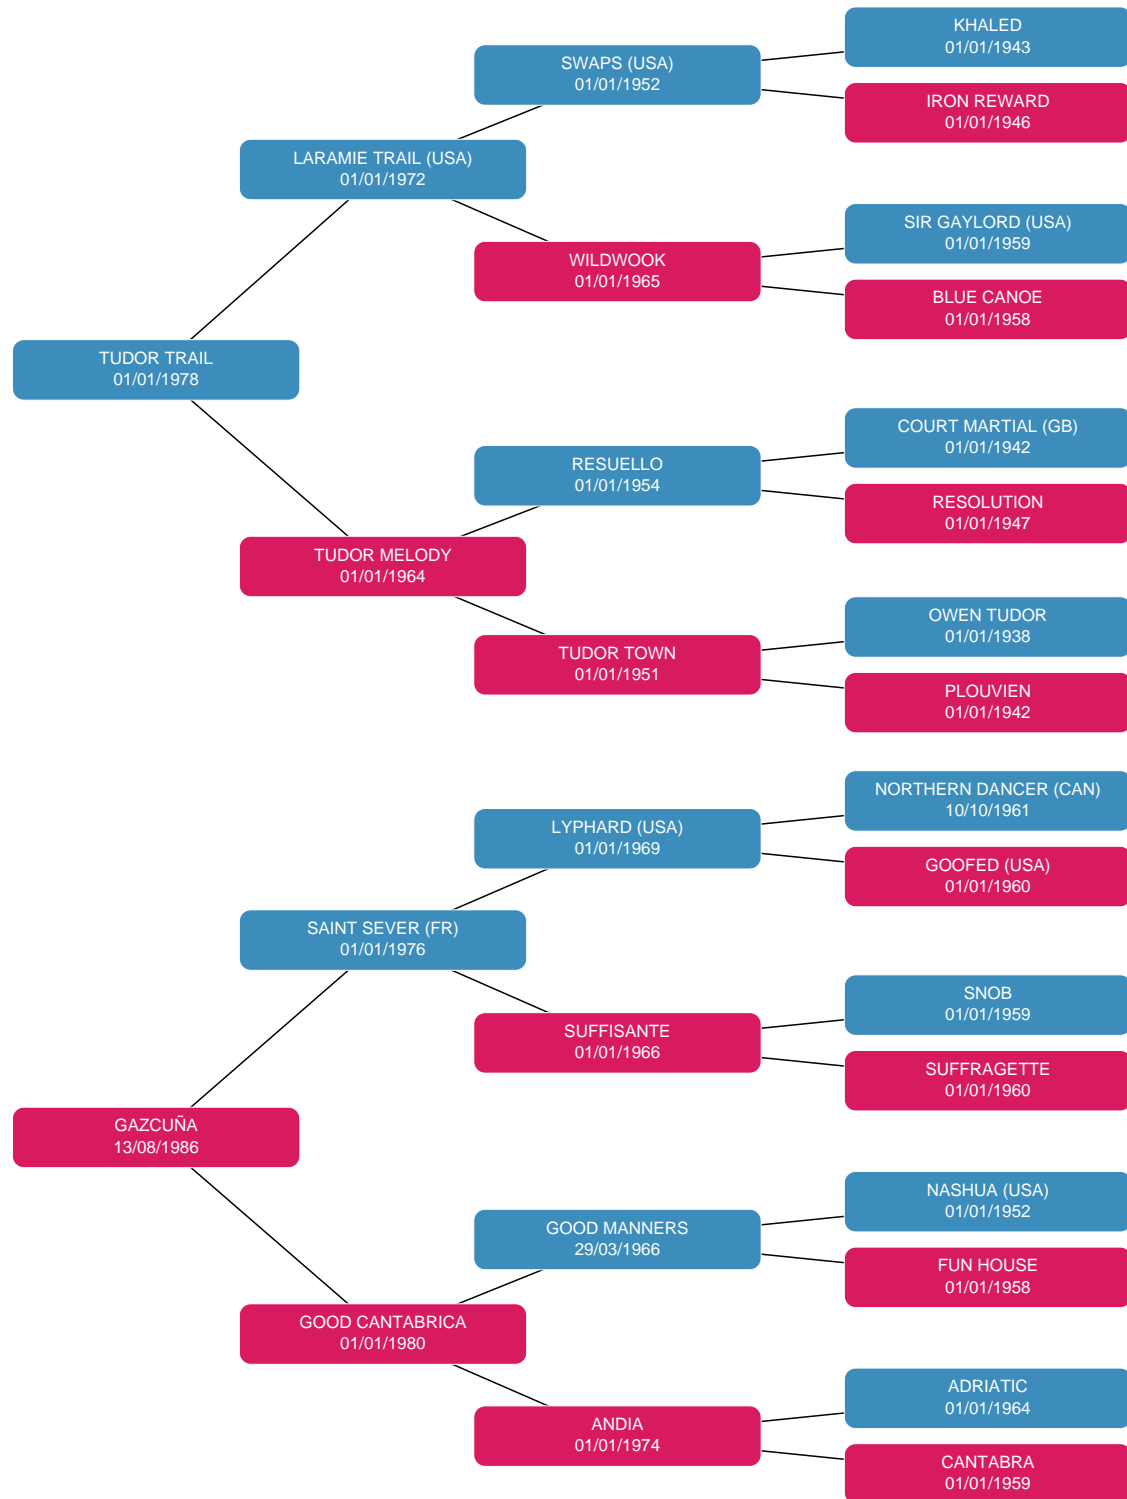 KHALED
01/01/1943
SWAPS (USA)
01/01/1952
IRON REWARD
01/01/1946
LARAMIE TRAIL (USA)
01/01/1972
SIR GAYLORD (USA)
01/01/1959
WILDWOOK
01/01/1965
BLUE CANOE
01/01/1958
TUDOR TRAIL
01/01/1978
COURT MARTIAL (GB)
01/01/1942
RESUELLO
01/01/1954
RESOLUTION
01/01/1947
TUDOR MELODY
01/01/1964
OWEN TUDOR
01/01/1938
TUDOR TOWN
01/01/1951
PLOUVIEN
01/01/1942
NORTHERN DANCER (CAN)
10/10/1961
LYPHARD (USA)
01/01/1969
GOOFED (USA)
01/01/1960
SAINT SEVER (FR)
01/01/1976
SNOB
01/01/1959
SUFFISANTE
01/01/1966
SUFFRAGETTE
01/01/1960
GAZCUÑA
13/08/1986
NASHUA (USA)
01/01/1952
GOOD MANNERS
29/03/1966
FUN HOUSE
01/01/1958
GOOD CANTABRICA
01/01/1980
ADRIATIC
01/01/1964
ANDIA
01/01/1974
CANTABRA
01/01/1959